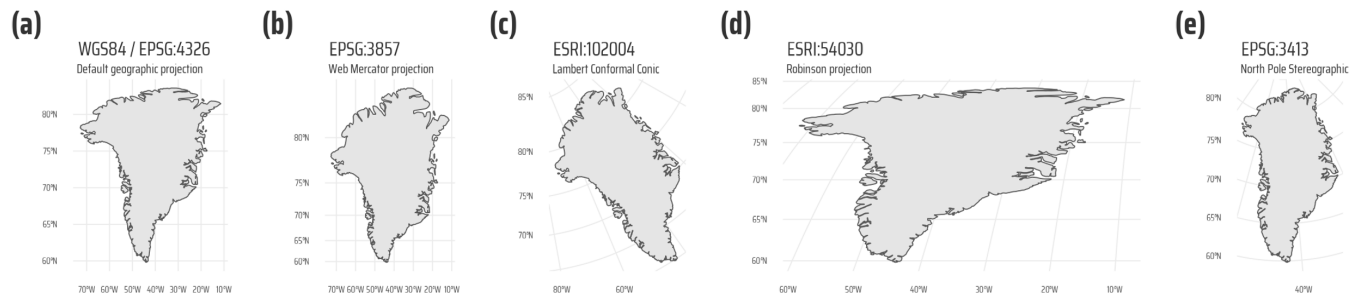 (a)
WGS84 / EPSG:4326
Default geographic projection
80°N
75°N
70°N
65°N
60°N
70°W 60°W 50°W 40°W 30°W 20°W 10°W
(b)
EPSG:3857
Web Mercator projection
80°N
75°N
70°N
65°N
60°N
70°W 60°W 50°W 40°W 30°W 20°W 10°W
(c)
ESRI:102004
Lambert Conformal Conic
85°N
80°N
75°N
70°N
80°W 60°W
(d)
ESRI:54030
Robinson projection
85°N
80°N
75°N
70°N
65°N
60°N
60°W 50°W 40°W 30°W 20°W 10°W
(e)
EPSG:3413
North Pole Stereographic
80°N
75°N
70°N
65°N
60°N
40°W